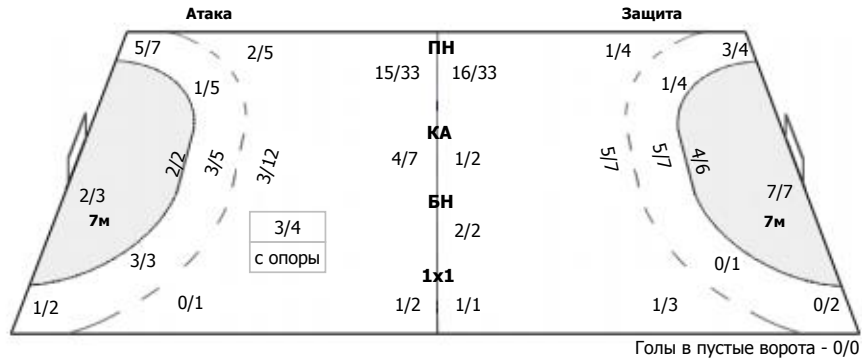 Атака Защита
5/7 2/5 ПН 1/4 3/4
15/33 16/33
1/5 1/4
КА
2/2 3/5 3/12 4/7 1/2 5/7 5/7 4/6
2/3 БН 7/7
7м 3/4 2/2 7м
3/3 с опоры 0/1
1x1
1/2 0/1 1/2 1/1 1/3 0/2
Голы в пустые ворота - 0/0